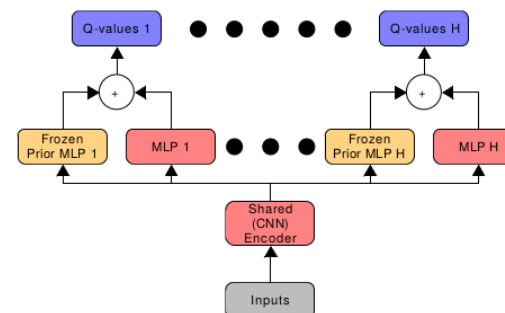 Q-values 1
Q-values H
+
+
Frozen
Prior MLP 1
MLP 1
Frozen
Prior MLP H
MLP H
Shared
(CNN)
Encoder
Inputs